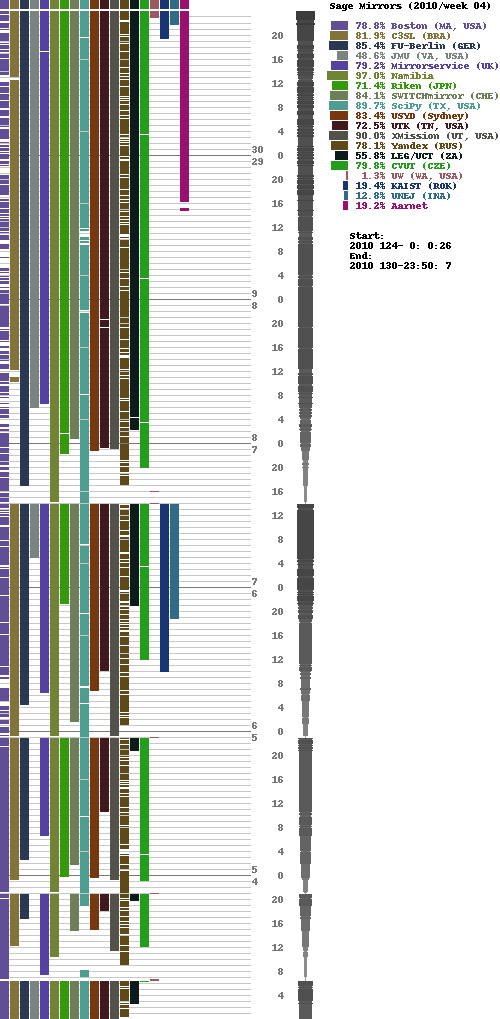 Sage Mirrors (2010/week 04)
78.8% Boston (MA, USA)
81.9% C3SL (BRA)
85.4% FU-Berlin (GER)
48.6% JMU (VA, USA)
79.2% Mirrorservice (UK)
97.0% Namibia
71.4% Riken (JPN)
84.1% SWITCHmirror (CHE)
89.7% SciPy (TX, USA)
83.4% USYD (Sydney)
72.5% UTK (TN, USA)
90.0% XMission (UT, USA)
78.1% Yandex (RUS)
55.8% LEG/UCT (ZA)
79.8% CVUT (CZE)
1.3% UW (WA, USA)
19.4% KAIST (ROK)
12.8% UNEJ (INA)
19.2% Aarnet
Start:
2010 124- 0: 0:26
End:
2010 130-23:50: 7
20
16
12
8
4
30
0
29
20
16
12
8
4
9
0
8
20
16
12
8
4
8
0
7
20
16
12
8
4
7
0
6
20
16
12
8
4
6
0
5
20
16
12
8
4
5
0
4
20
16
12
8
4